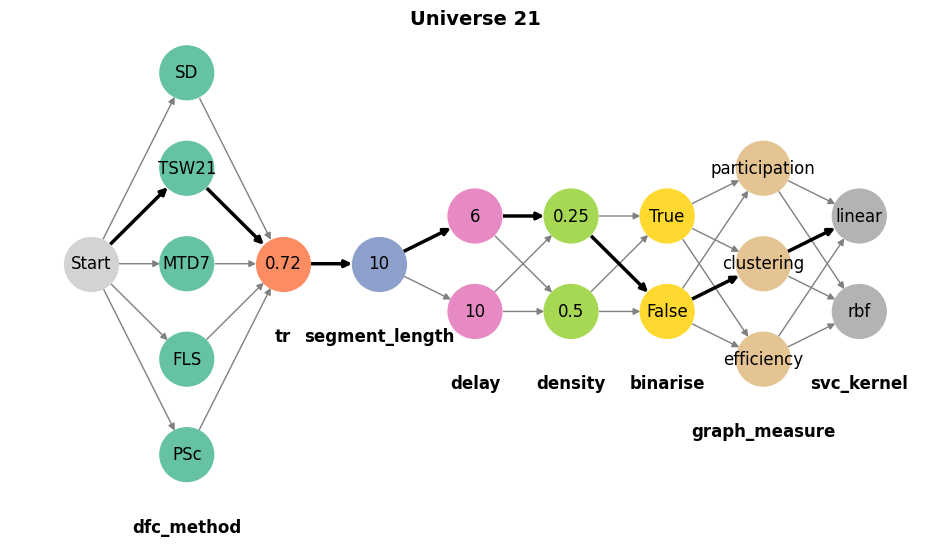 Universe 21
Start
SD
TSW21
MTD7
FLS
PSc
dfc_method
0.72
tr
10
segment_length
6
10
delay
0.25
0.5
density
True
False
binarise
participation
clustering
efficiency
graph_measure
linear
rbf
svc_kernel